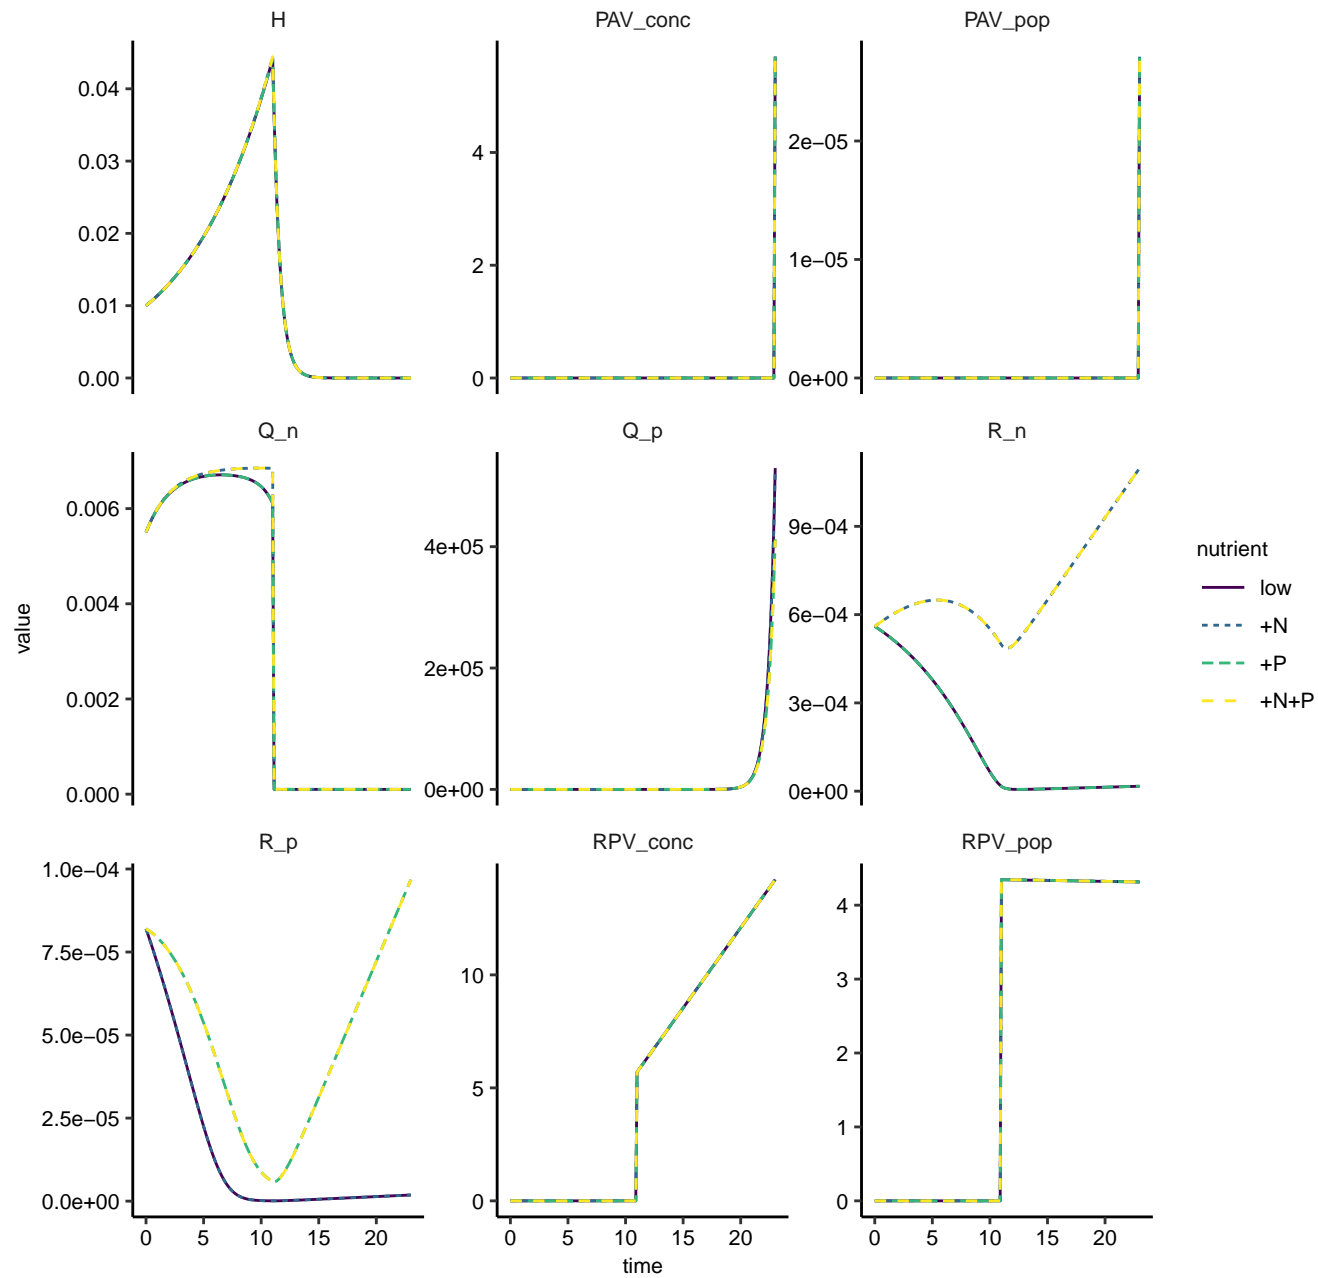 H
PAV_conc
PAV_pop
0.04
0.03
0.02
0.01
0.00
4
2
0
2e−05
1e−05
0e+00
Q_n
Q_p
R_n
0.006
0.004
0.002
0.000
4e+05
2e+05
0e+00
9e−04
6e−04
3e−04
0e+00
R_p
RPV_conc
RPV_pop
1.0e−04
7.5e−05
5.0e−05
2.5e−05
0.0e+00
10
5
0
4
3
2
1
0
0 5 10 15 20
0 5 10 15 20
0 5 10 15 20
time
value
nutrient
low
+N
+P
+N+P